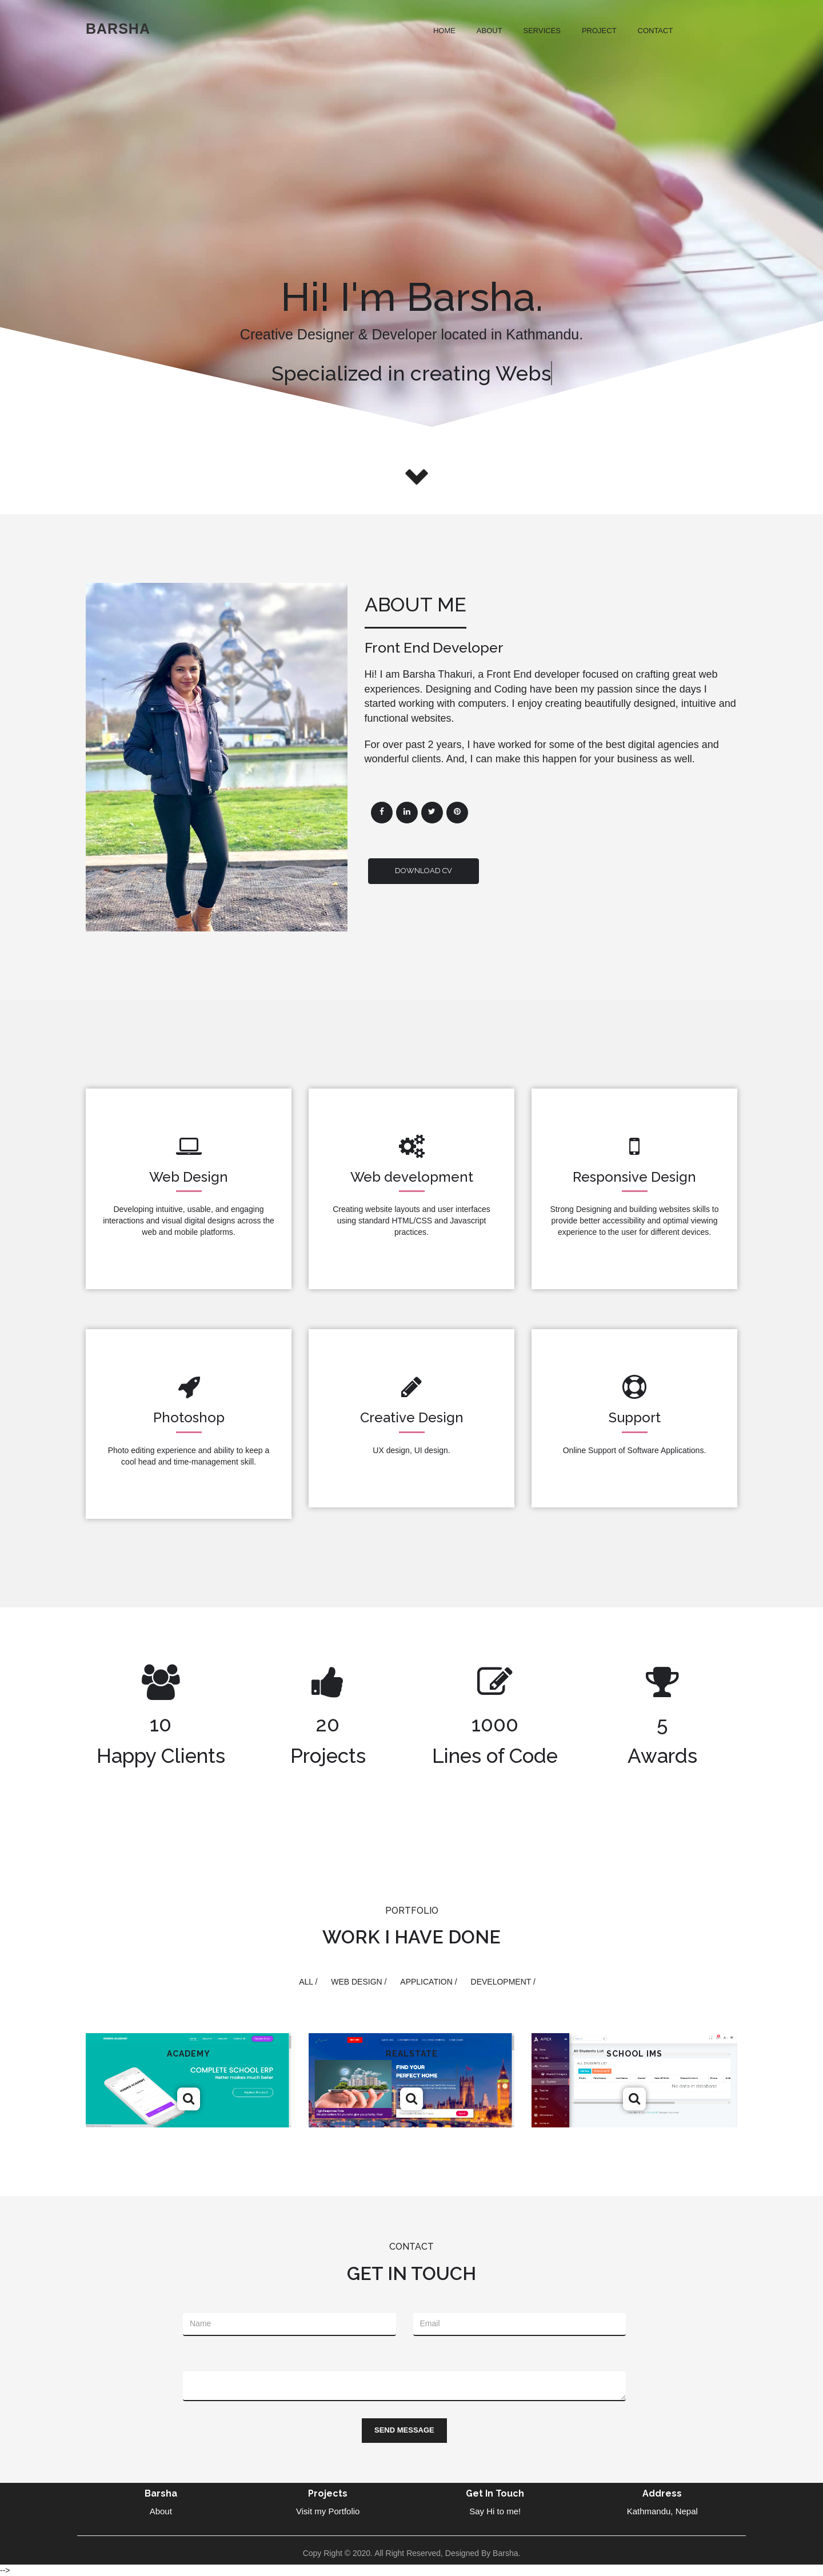 BARSHA
HOME ABOUT SERVICES PROJECT CONTACT
Hi! I'm Barsha.
Creative Designer & Developer located in Kathmandu.
Specialized in creating Webs
ABOUT ME
Front End Developer
Hi! I am Barsha Thakuri, a Front End developer focused on crafting great web
experiences. Designing and Coding have been my passion since the days I
started working with computers. I enjoy creating beautifully designed, intuitive and
functional websites.
For over past 2 years, I have worked for some of the best digital agencies and
wonderful clients. And, I can make this happen for your business as well.
DOWNLOAD CV
Web Design
Developing intuitive, usable, and engaging
interactions and visual digital designs across the
web and mobile platforms.
Web development
Creating website layouts and user interfaces
using standard HTML/CSS and Javascript
practices.
Responsive Design
Strong Designing and building websites skills to
provide better accessibility and optimal viewing
experience to the user for different devices.
Photoshop
Photo editing experience and ability to keep a
cool head and time-management skill.
Creative Design
UX design, UI design.
Support
Online Support of Software Applications.
10
Happy Clients
20
Projects
1000
Lines of Code
5
Awards
PORTFOLIO
WORK I HAVE DONE
ALL / WEB DESIGN / APPLICATION / DEVELOPMENT /
ACADEMY
COMPLETE SCHOOL ERP
Better makes much better
REALSTATE
FIND YOUR
PERFECT HOME
SCHOOL IMS
All Students List
No data in database
CONTACT
GET IN TOUCH
Name
Email
SEND MESSAGE
Barsha
About
Projects
Visit my Portfolio
Get In Touch
Say Hi to me!
Address
Kathmandu, Nepal
Copy Right © 2020. All Right Reserved, Designed By Barsha.
-->